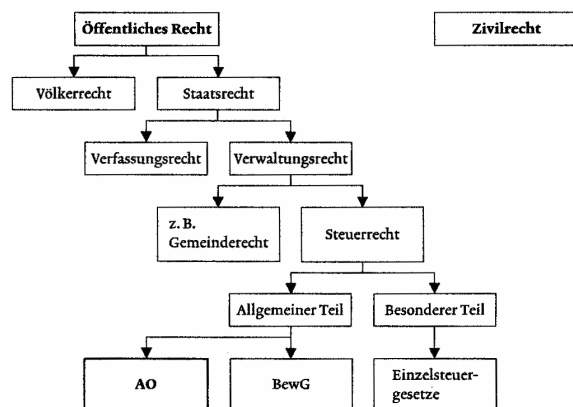 Öffentliches Recht
Zivilrecht
Völkerrecht
Staatsrecht
Verfassungsrecht
Verwaltungsrecht
z. B.
Gemeinderecht
Steuerrecht
Allgemeiner Teil
Besonderer Teil
AO
BewG
Einzelsteuer-
gesetze